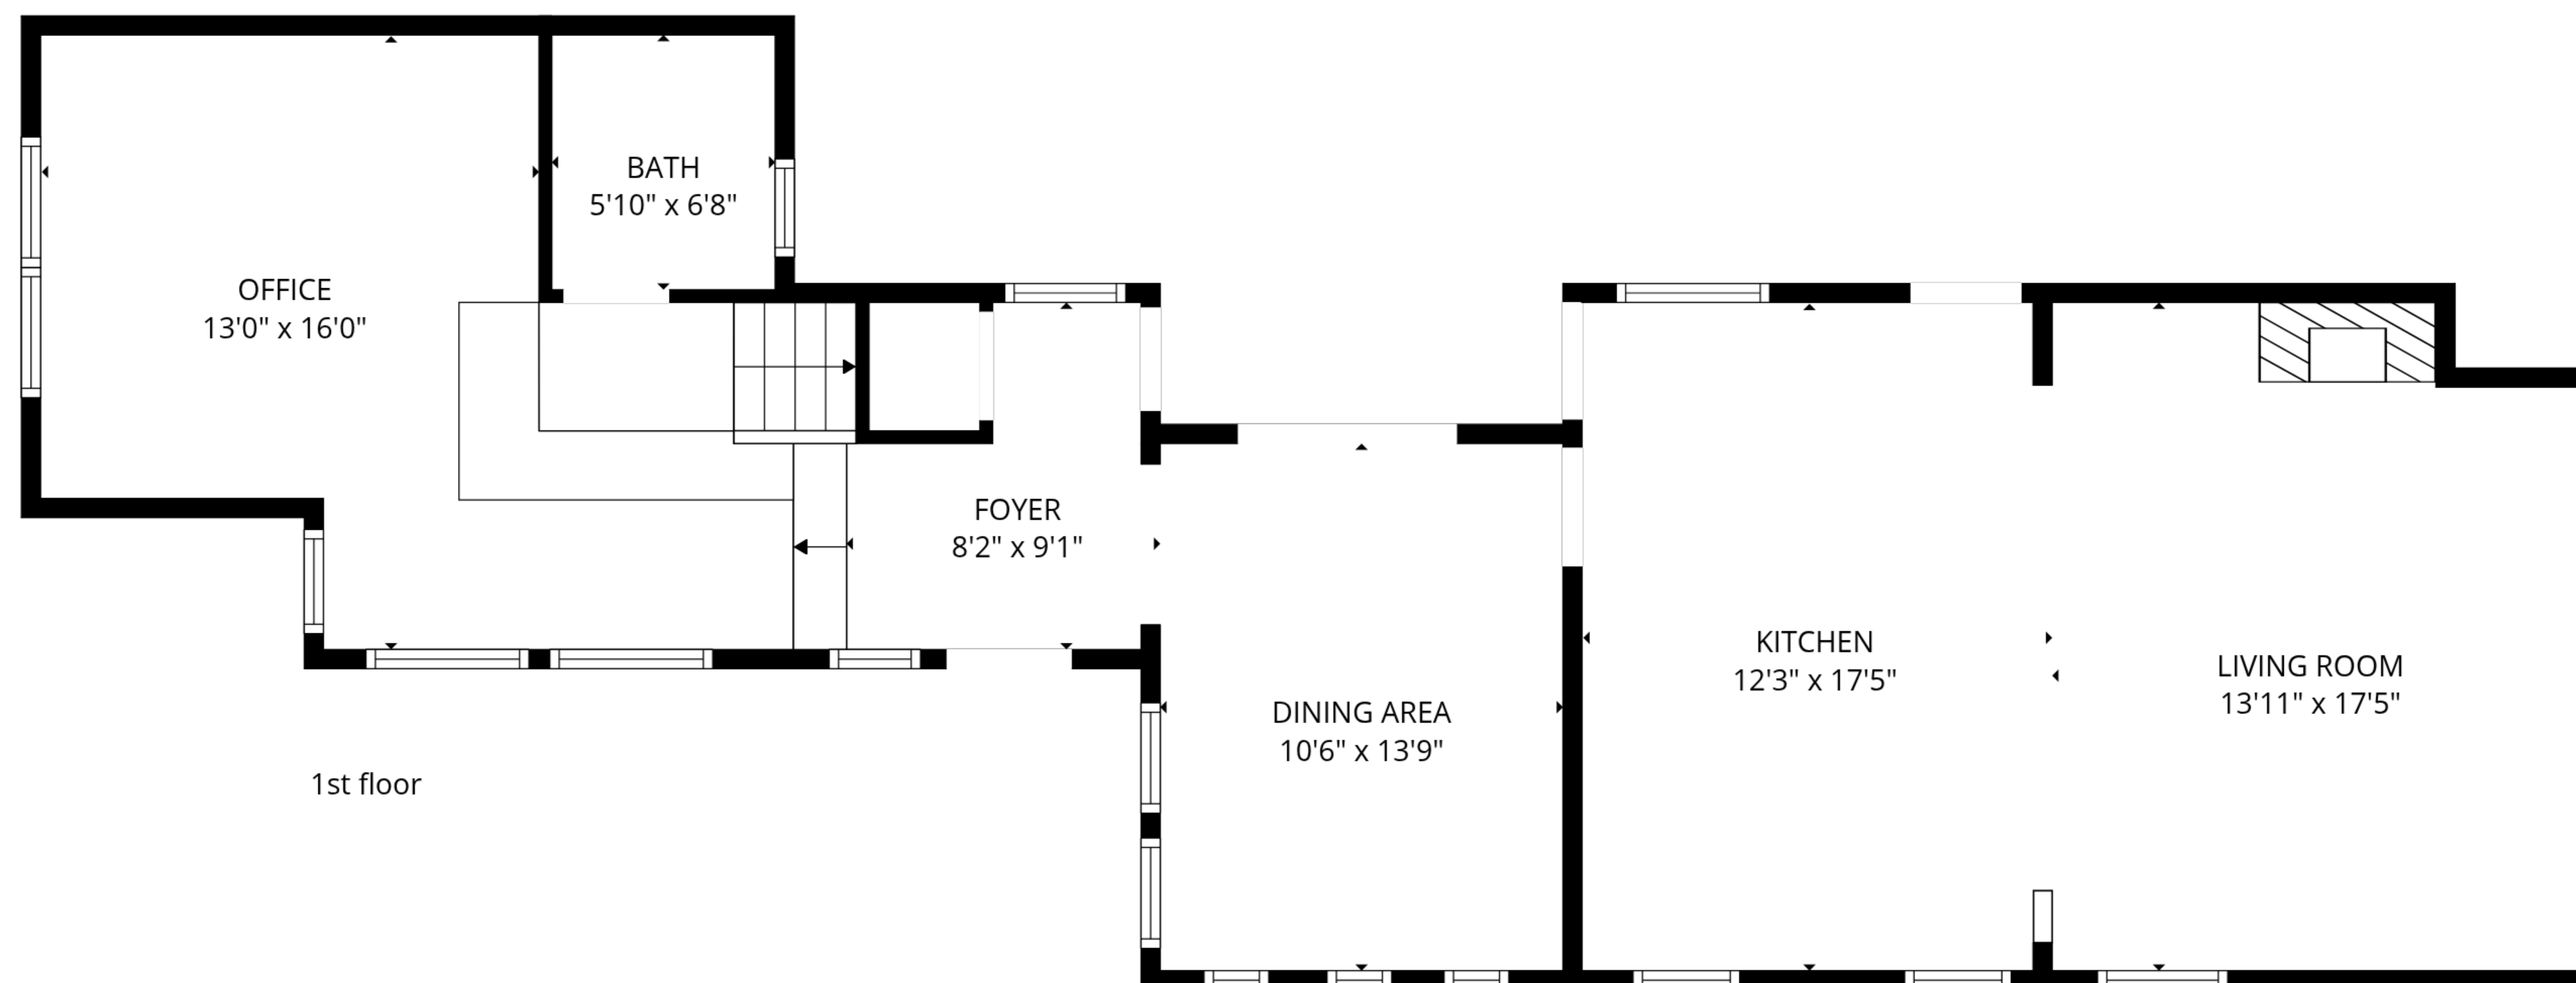 BATH
5'10" x 6'8"
OFFICE
13'0" x 16'0"
FOYER
8'2" x 9'1"
KITCHEN
12'3" x 17'5"
LIVING ROOM
13'11" x 17'5"
DINING AREA
10'6" x 13'9"
1st floor